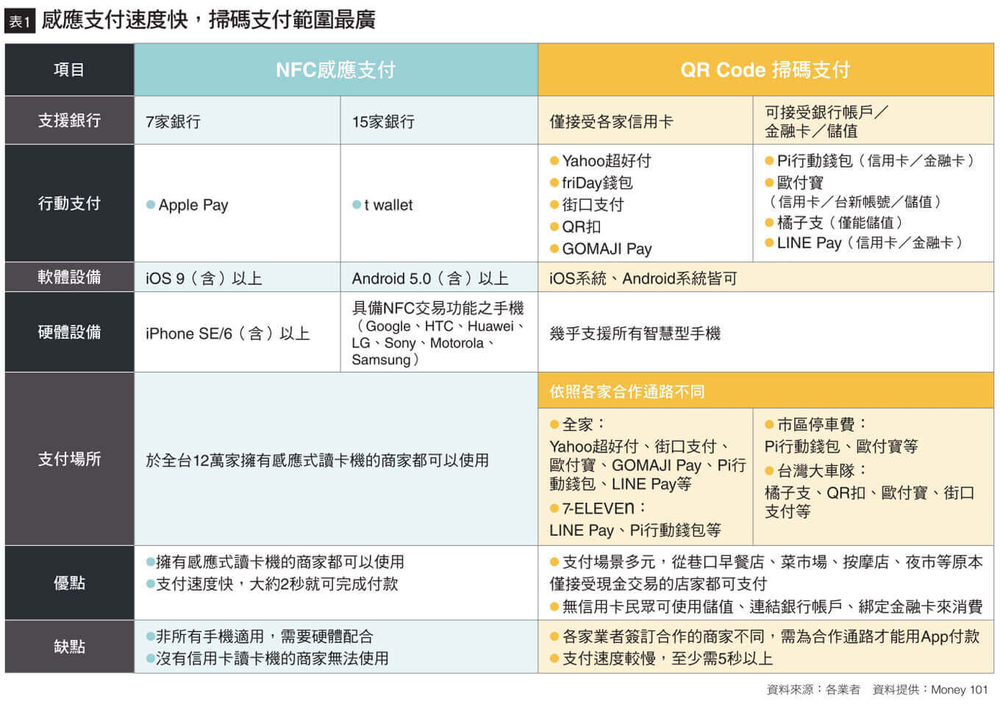 表1 感應支付速度快，掃碼支付範圍最廣
項目
NFC感應支付
QR Code 掃碼支付
支援銀行
7家銀行
15家銀行
僅接受各家信用卡
可接受銀行帳戶／
金融卡／儲值
行動支付
●Apple Pay
●t wallet
●Yahoo超好付
●friDay錢包
●街口支付
●QR扣
●GOMAJI Pay
●Pi行動錢包（信用卡／金融卡）
●歐付寶
（信用卡／台新帳號／儲值）
●橘子支（僅能儲值）
●LINE Pay（信用卡／金融卡）
軟體設備
iOS 9（含）以上
Android 5.0（含）以上
iOS系統、Android系統皆可
硬體設備
iPhone SE/6（含）以上
具備NFC交易功能之手機
（Google、HTC、Huawei、
LG、Sony、Motorola、
Samsung）
幾乎支援所有智慧型手機
支付場所
於全台12萬家擁有感應式讀卡機的商家都可以使用
依照各家合作通路不同
●全家：
Yahoo超好付、街口支付、
歐付寶、GOMAJI Pay、Pi行
動錢包、LINE Pay等
●7-ELEVEn：
LINE Pay、Pi行動錢包等
●市區停車費：
Pi行動錢包、歐付寶等
●台灣大車隊：
橘子支、QR扣、歐付寶、街口
支付等
優點
●擁有感應式讀卡機的商家都可以使用
●支付速度快，大約2秒就可完成付款
●支付場景多元，從巷口早餐店、菜市場、按摩店、夜市等原本
僅接受現金交易的店家都可支付
●無信用卡民眾可使用儲值、連結銀行帳戶、綁定金融卡來消費
缺點
●非所有手機適用，需要硬體配合
●沒有信用卡讀卡機的商家無法使用
●各家業者簽訂合作的商家不同，需為合作通路才能用App付款
●支付速度較慢，至少需5秒以上
資料來源：各業者　資料提供：Money 101